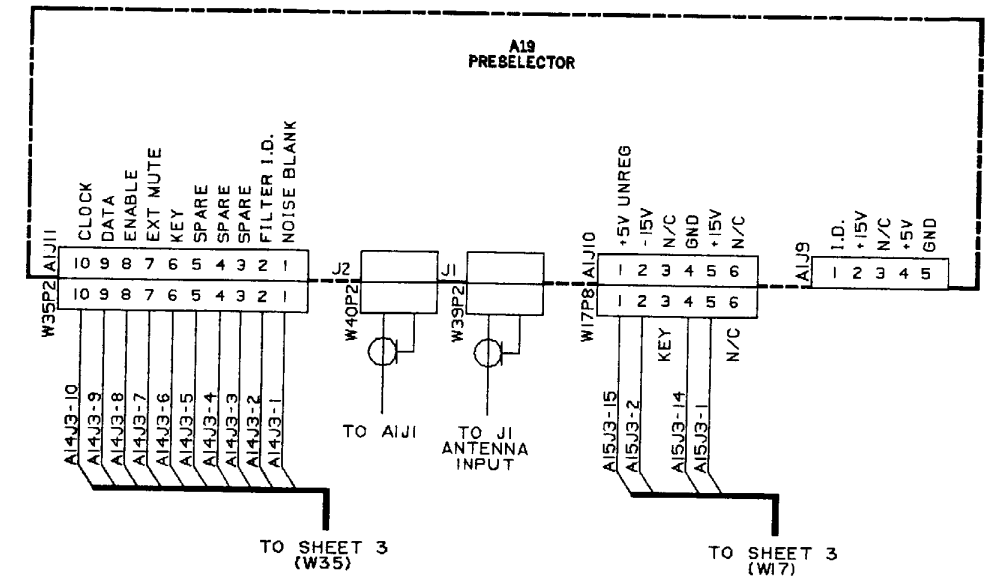 A19
PRESELECTOR
CLOCK
DATA
ENABLE
EXT MUTE
KEY
SPARE
SPARE
SPARE
FILTER I.D.
NOISE BLANK
A1J11
10 9 8 7 6 5 4 3 2 1
W35P2
10 9 8 7 6 5 4 3 2 1
A14J3-10
A14J3-9
A14J3-8
A14J3-7
A14J3-6
A14J3-5
A14J3-4
A14J3-3
A14J3-2
A14J3-1
TO SHEET 3
(W35)
J2
W40P2
TO A1J1
J1
W39P2
TO J1
ANTENNA
INPUT
+5V UNREG
-15V
N/C
GND
+15V
N/C
A1J10
1 2 3 4 5 6
W17P8
1 2 3 4 5 6
KEY
N/C
A15J3-15
A15J3-2
A15J3-14
A15J3-1
TO SHEET 3
(W17)
I.D.
+15V
N/C
+5V
GND
A1J9
1 2 3 4 5